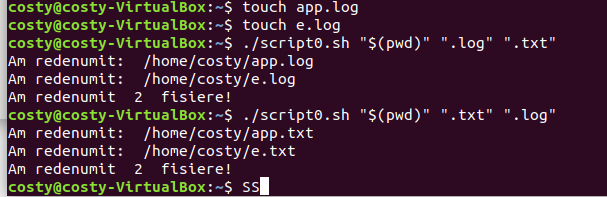 costy@costy-VirtualBox:~$ touch app.log
costy@costy-VirtualBox:~$ touch e.log
costy@costy-VirtualBox:~$ ./script0.sh "$(pwd)" ".log" ".txt"
Am redenumit:  /home/costy/app.log
Am redenumit:  /home/costy/e.log
Am redenumit  2  fisiere!
costy@costy-VirtualBox:~$ ./script0.sh "$(pwd)" ".txt" ".log"
Am redenumit:  /home/costy/app.txt
Am redenumit:  /home/costy/e.txt
Am redenumit  2  fisiere!
costy@costy-VirtualBox:~$ SS